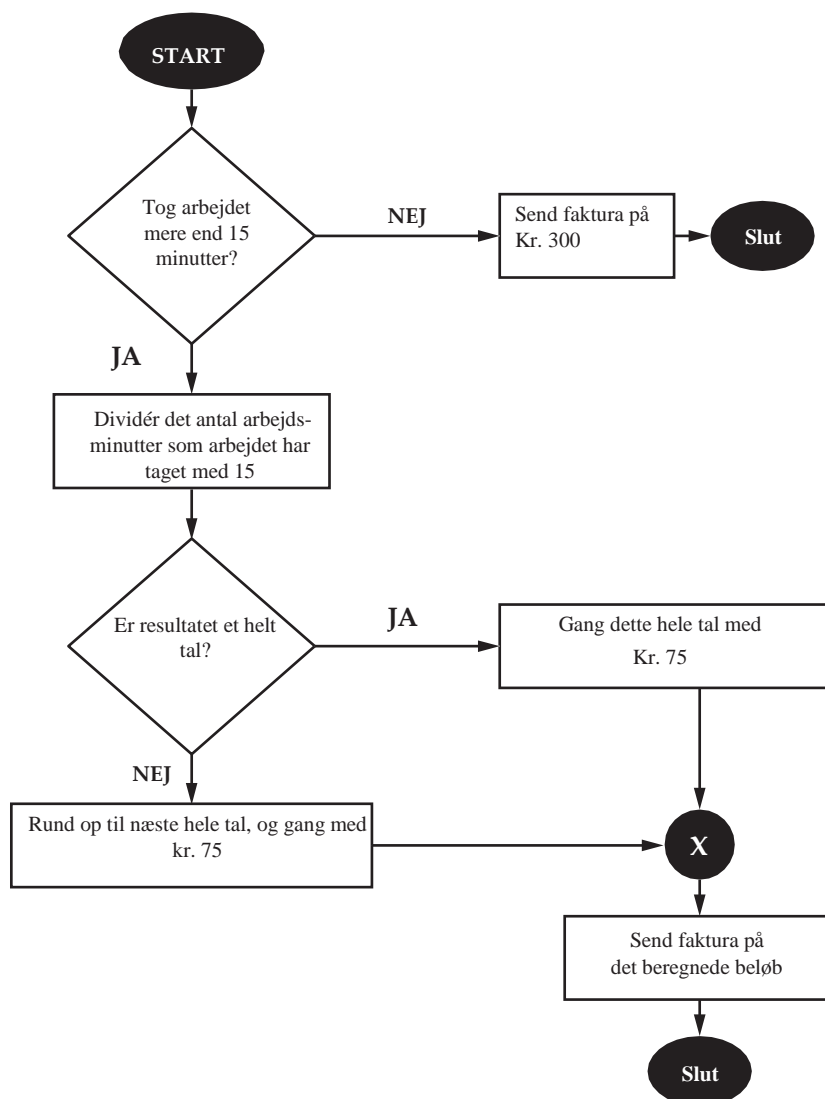 START
Tog arbejdet
mere end 15
minutter?
NEJ
Send faktura på
Kr. 300
Slut
JA
Dividér det antal arbejds-
minutter som arbejdet har
taget med 15
Er resultatet et helt
tal?
JA
Gang dette hele tal med
Kr. 75
NEJ
Rund op til næste hele tal, og gang med
kr. 75
X
Send faktura på
det beregnede beløb
Slut